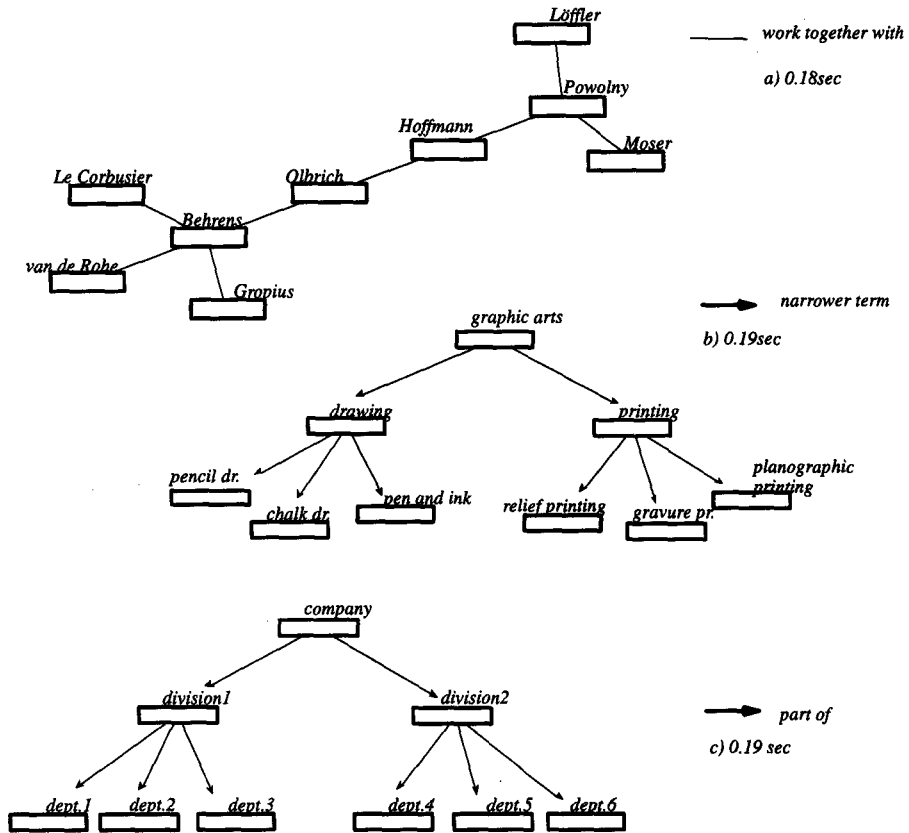 Löffler
work together with
a) 0.18sec
Powolny
Hoffmann
Moser
Le Corbusier
Olbrich
Behrens
van de Rohe
Gropius
narrower term
graphic arts
b) 0.19sec
drawing
printing
pencil dr.
planographic
printing
chalk dr.
pen and ink
relief printing
gravure pr.
company
division1
division2
part of
c) 0.19 sec
dept.1
dept.2
dept.3
dept.4
dept.5
dept.6